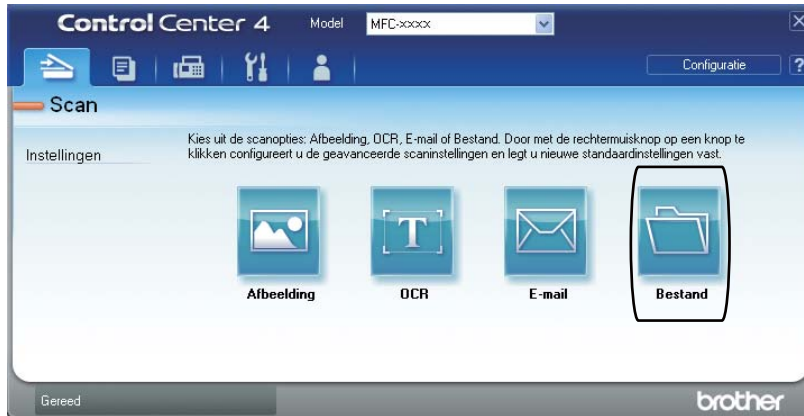 Control Center 4 Model MFC-xxxx X
Configuratie ?
Scan
Instellingen
Kies uit de scanopties: Afbeelding, OCR, E-mail of Bestand. Door met de rechtermuisknop op een knop te
klikken configureert u de geavanceerde scaninstellingen en legt u nieuwe standaardinstellingen vast.
T
Afbeelding OCR E-mail Bestand
Gereed brother